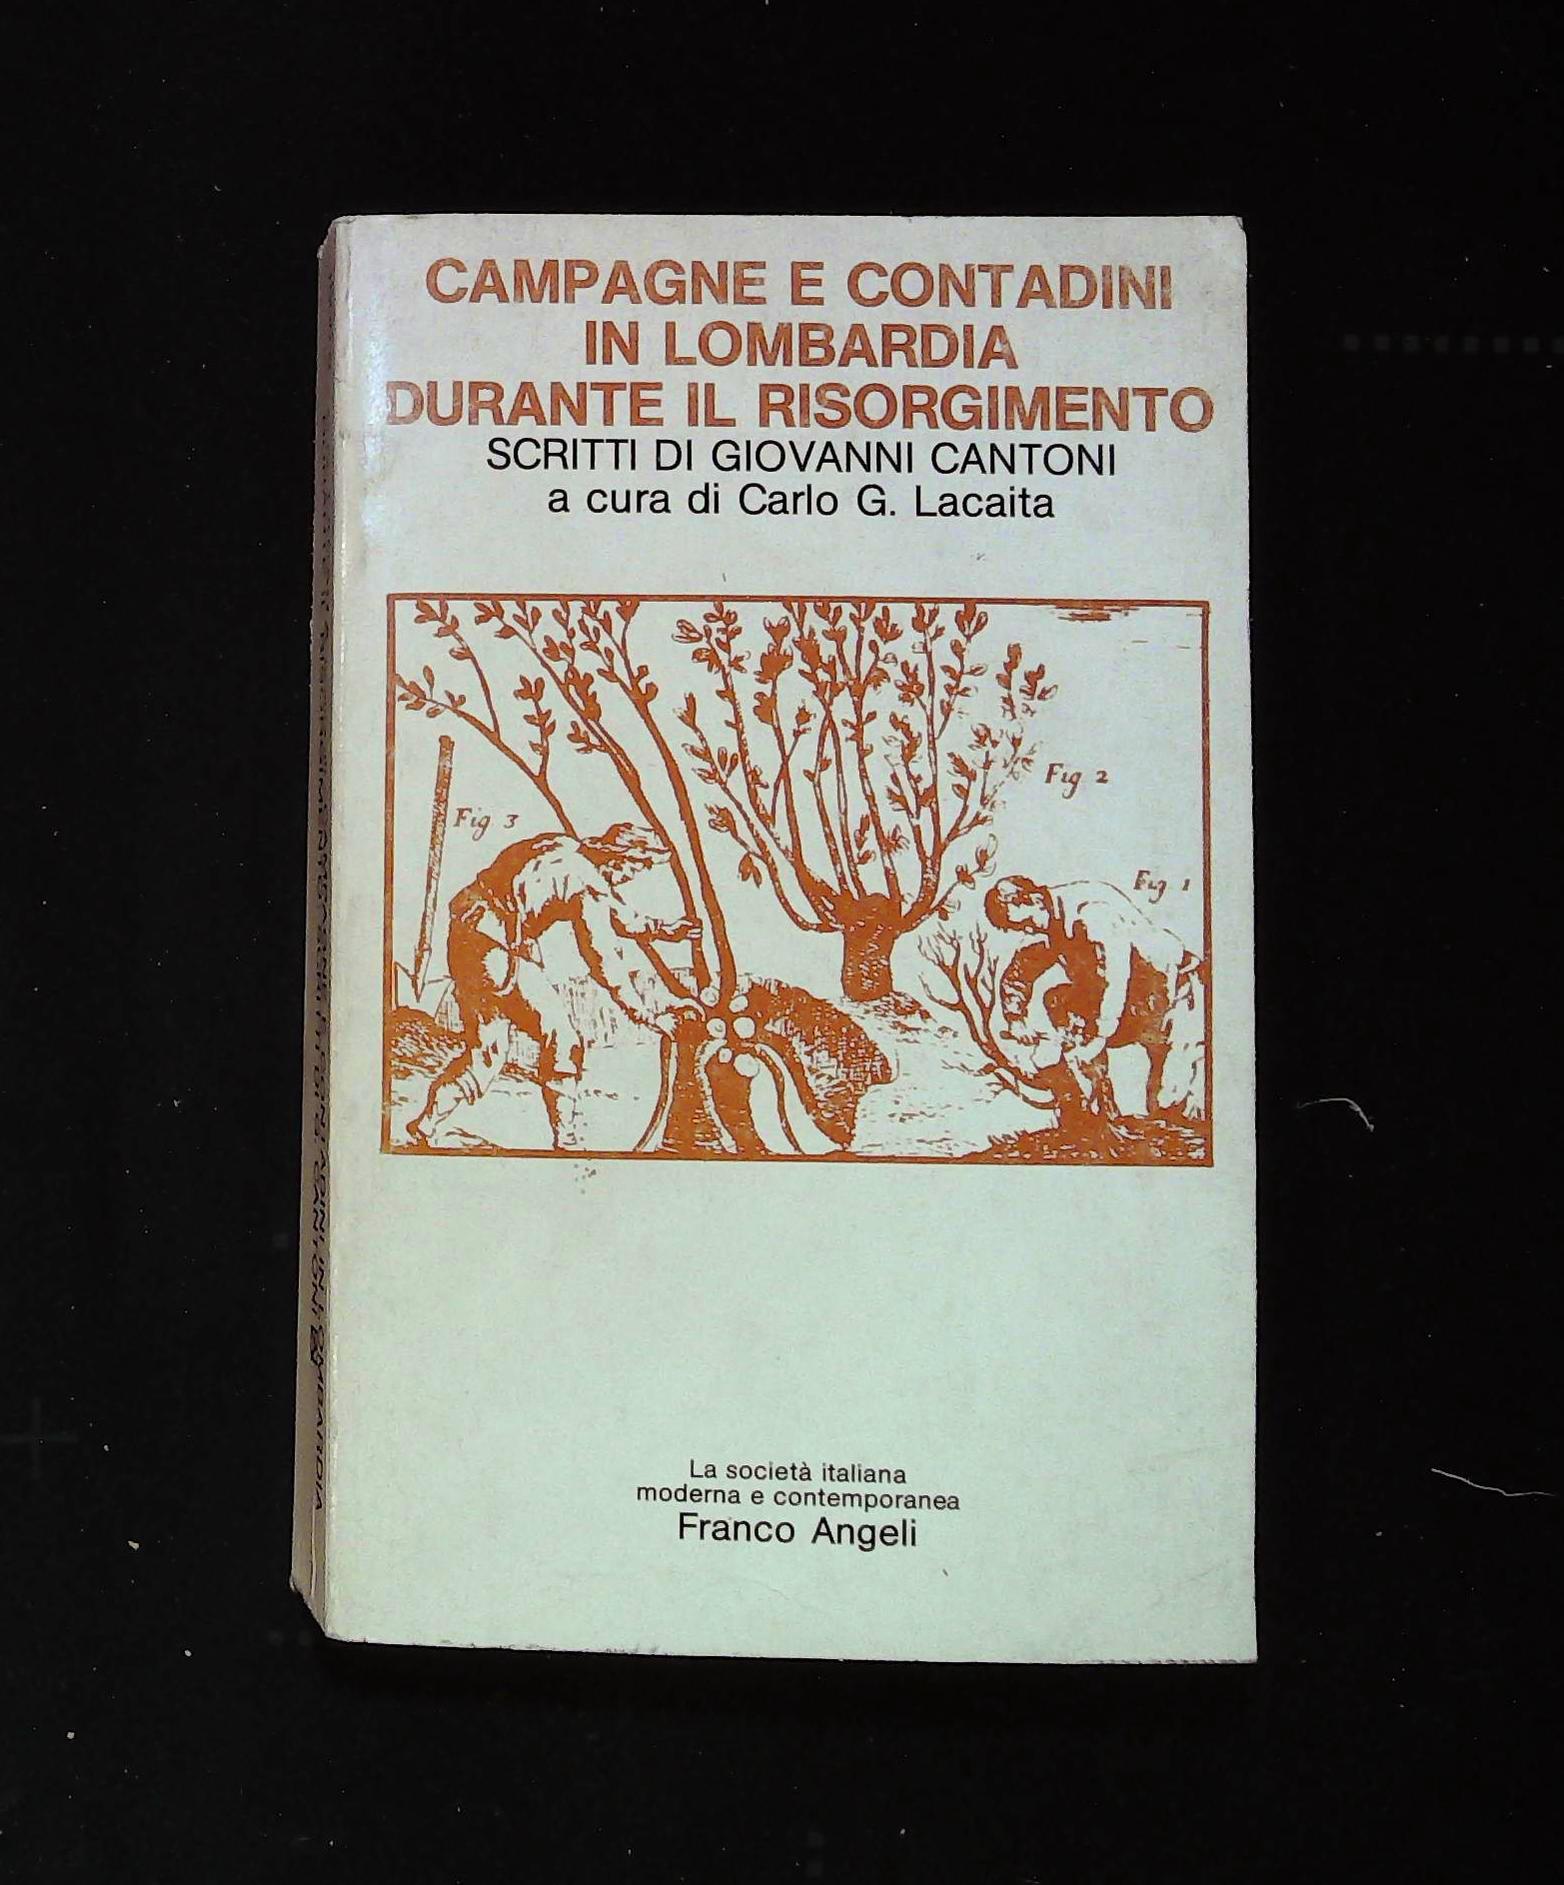 CAMPAGNE E CONTADINI
IN LOMBARDIA
DURANTE IL RISORGIMENTO
SCRITTI DI GIOVANNI CANTONI
a cura di Carlo G. Lacaita
Fig 2
Fig 3
Fig 1
La società italiana
moderna e contemporanea
Franco Angeli